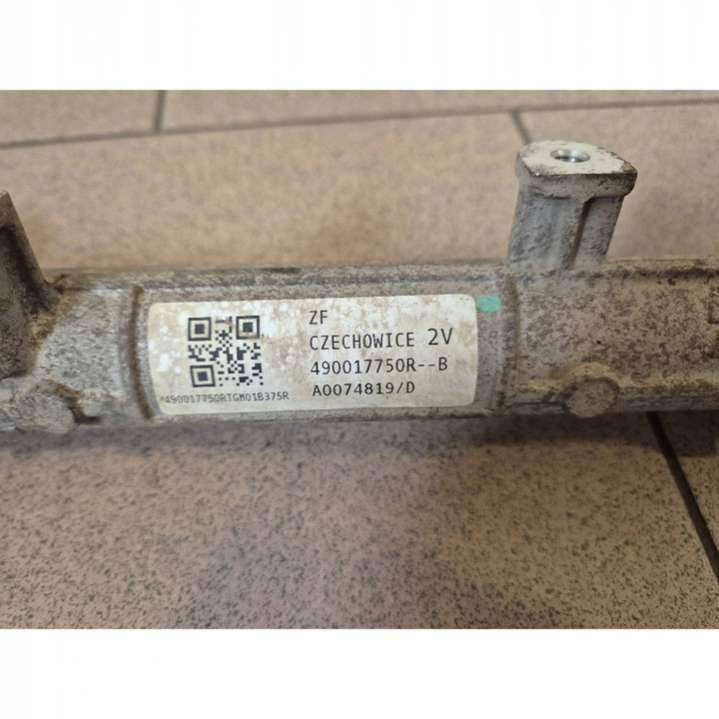 ZF
CZECHOWICE 2V
490017750R--B
A0074819/D
*490017750RTGM01B375R